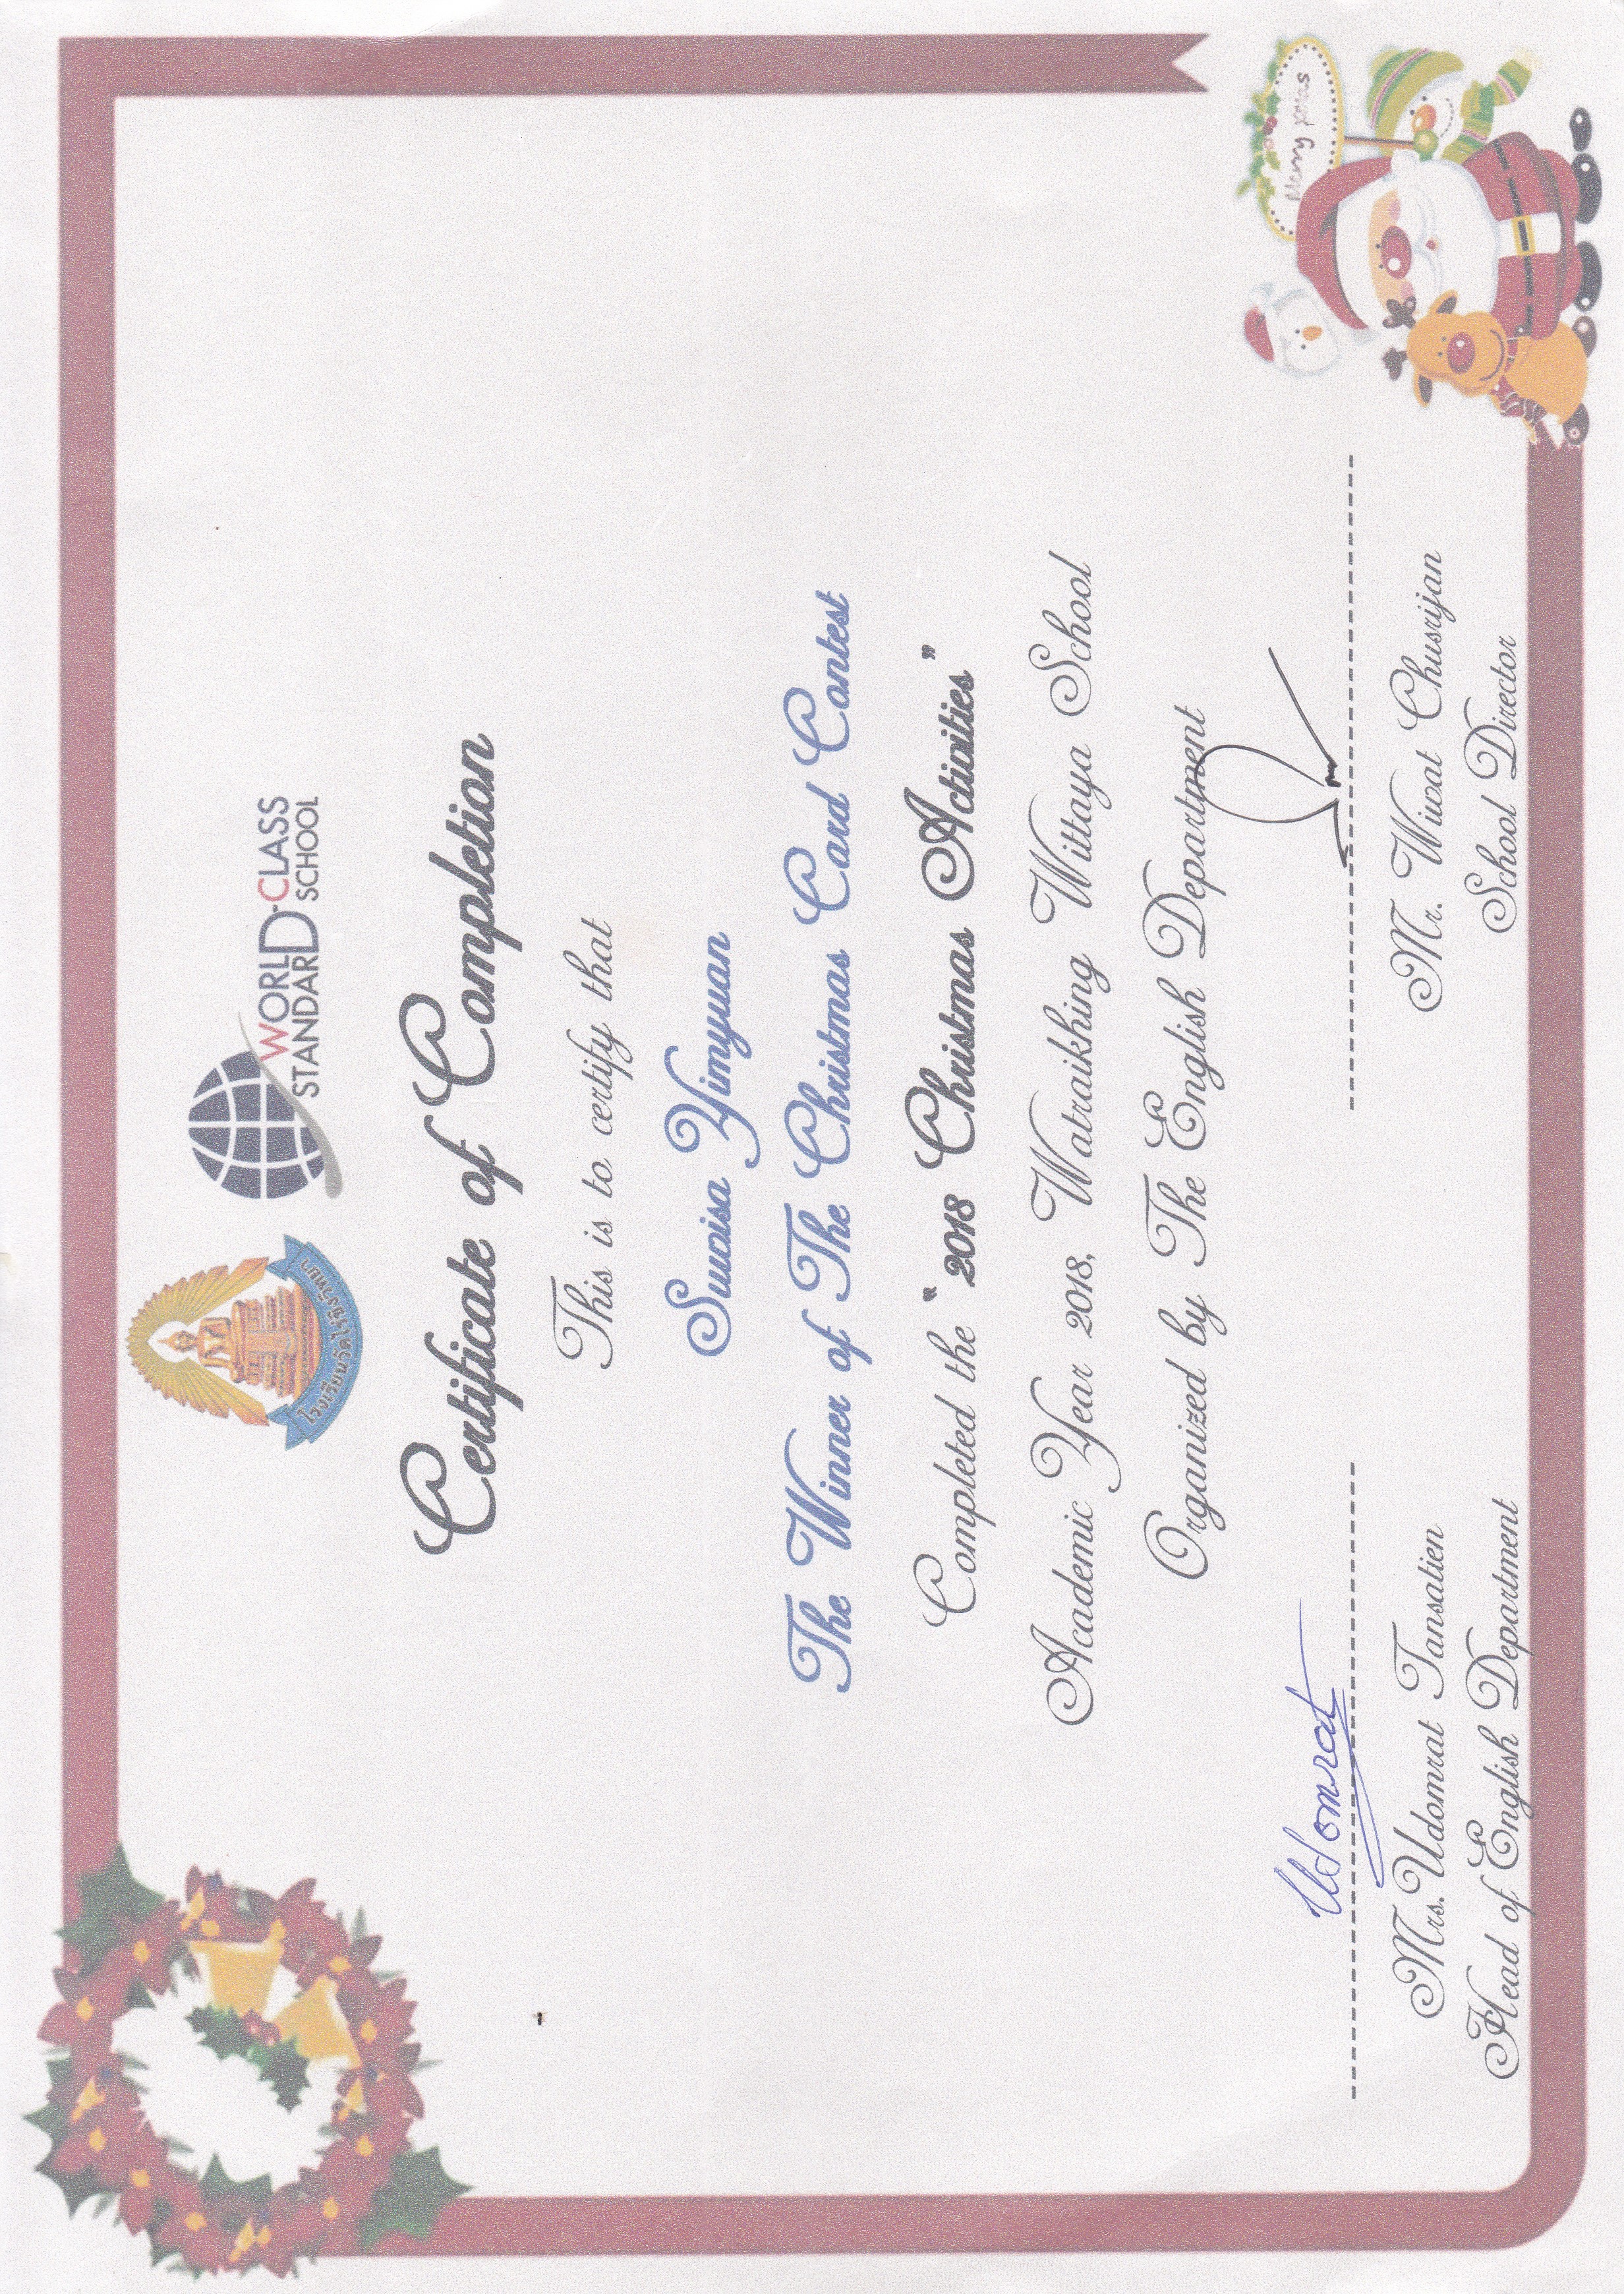 โรงเรียนวัดไร่ขิงวิทยา
WORLD-CLASS
STANDARD SCHOOL
Certificate of Completion
This is to certify that
Suwisa Yimyuan
The Winner of The Christmas Card Contest
Completed the "2018 Christmas Activities"
Academic Year 2018, Watraikhing Wittaya School
Organized by The English Department
Udomrat
Mrs.Udomrat Tansatien
Head of English Department
Mr. Wiwat Chusrijan
School Director
Merry xmas